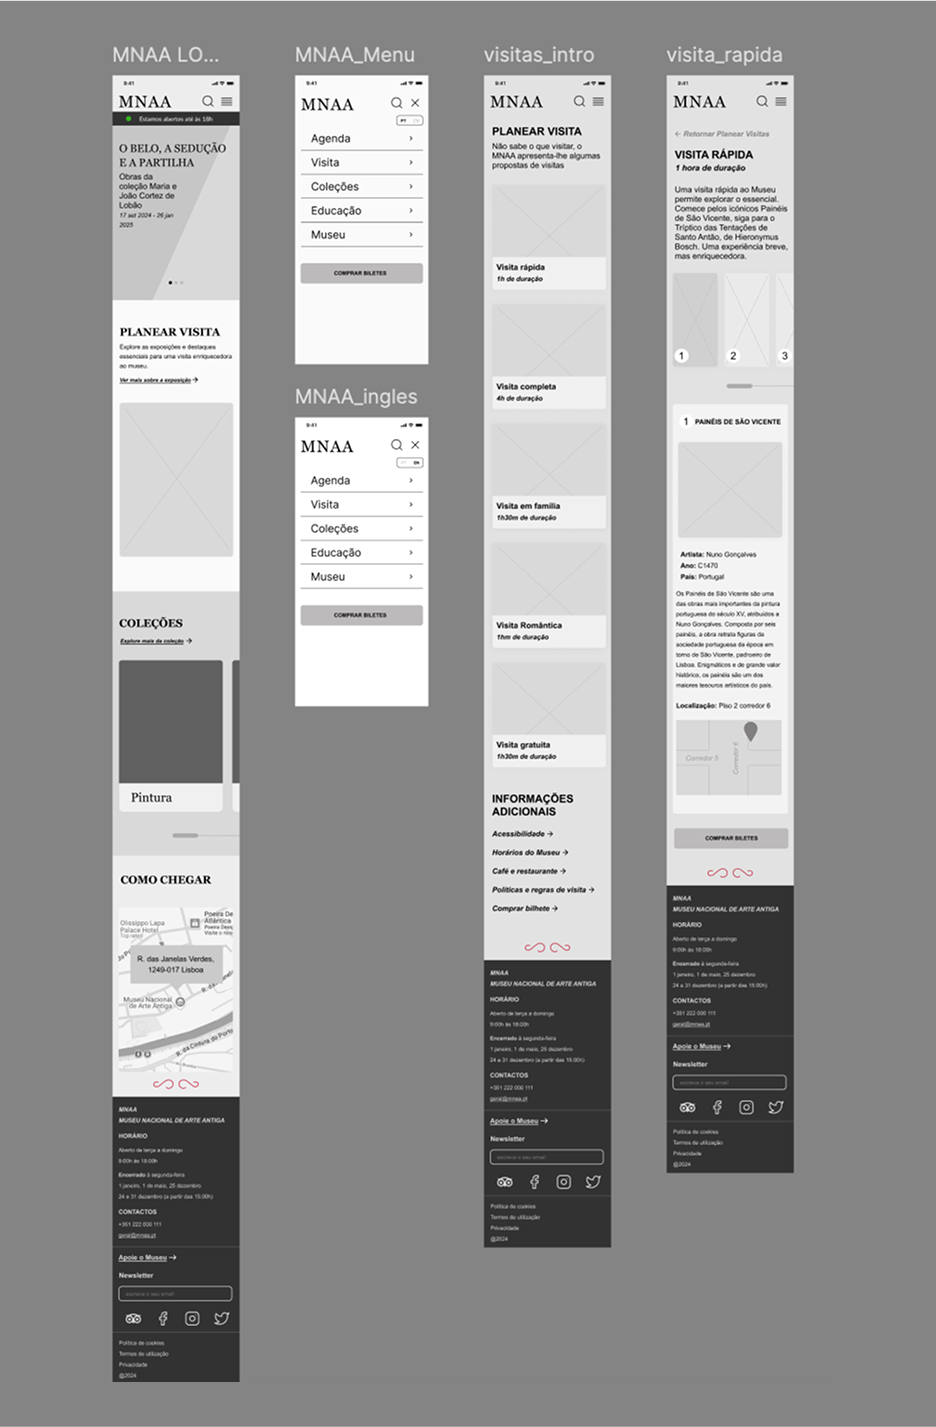 MNAA LO...
9:41
MNAA
Estamos abertos até às 18h
O BELO, A SEDUÇÃO
E A PARTILHA
Obras da
coleção Maria e
João Cortez de
Lobão
17 set 2024 - 26 jan
2025
PLANEAR VISITA
Explore as exposições e destaques
essenciais para uma visita enriquecedora
ao museu.
Ver mais sobre a exposição →
COLEÇÕES
Explore mais da coleção →
Pintura
COMO CHEGAR
Olissippo Lapa
Palace Hotel
Top rated
Poeira De
Atlântica
Poeira Des
Visite o nos
R. das Janelas Verdes,
1249-017 Lisboa
Museu Nacional
de Arte Antiga
R. da Cintura do Porto
MNAA
MUSEU NACIONAL DE ARTE ANTIGA
HORÁRIO
Aberto de terça a domingo
9:00h às 18:00h
Encerrado à segunda-feira
1 janeiro, 1 de maio, 25 dezembro
24 e 31 dezembro (a partir das 15:00h)
CONTACTOS
+351 222 000 111
geral@mnaa.pt
Apoie o Museu →
Newsletter
escreve o seu email
Política de cookies
Termos de utilização
Privacidade
@2024
MNAA_Menu
9:41
MNAA
PT EN
Agenda
Visita
Coleções
Educação
Museu
COMPRAR BILETES
MNAA_ingles
9:41
MNAA
PT EN
Agenda
Visita
Coleções
Educação
Museu
COMPRAR BILETES
visitas_intro
9:41
MNAA
PLANEAR VISITA
Não sabe o que visitar, o
MNAA apresenta-lhe algumas
propostas de visitas
Visita rápida
1h de duração
Visita completa
4h de duração
Visita em família
1h30m de duração
Visita Romântica
1hm de duração
Visita gratuita
1h30m de duração
INFORMAÇÕES
ADICIONAIS
Acessibilidade →
Horários do Museu →
Café e restaurante →
Políticas e regras de visita →
Comprar bilhete →
MNAA
MUSEU NACIONAL DE ARTE ANTIGA
HORÁRIO
Aberto de terça a domingo
9:00h às 18:00h
Encerrado à segunda-feira
1 janeiro, 1 de maio, 25 dezembro
24 e 31 dezembro (a partir das 15:00h)
CONTACTOS
+351 222 000 111
geral@mnaa.pt
Apoie o Museu →
Newsletter
escreve o seu email
Política de cookies
Termos de utilização
Privacidade
@2024
visita_rapida
9:41
MNAA
← Retornar Planear Visitas
VISITA RÁPIDA
1 hora de duração
Uma visita rápida ao Museu
permite explorar o essencial.
Comece pelos icónicos Painéis
de São Vicente, siga para o
Tríptico das Tentações de
Santo Antão, de Hieronymus
Bosch. Uma experiência breve,
mas enriquecedora.
1 2 3
1 PAINÉIS DE SÃO VICENTE
Artista: Nuno Gonçalves
Ano: C1470
País: Portugal
Os Painéis de São Vicente são uma
das obras mais importantes da pintura
portuguesa do século XV, atribuídos a
Nuno Gonçalves. Composta por seis
painéis, a obra retrata figuras da
sociedade portuguesa da época em
torno de São Vicente, padroeiro de
Lisboa. Enigmáticos e de grande valor
histórico, os painéis são um dos
maiores tesouros artísticos do país.
Localização: Piso 2 corredor 6
Corredor 5
Corredor 6
COMPRAR BILETES
MNAA
MUSEU NACIONAL DE ARTE ANTIGA
HORÁRIO
Aberto de terça a domingo
9:00h às 18:00h
Encerrado à segunda-feira
1 janeiro, 1 de maio, 25 dezembro
24 e 31 dezembro (a partir das 15:00h)
CONTACTOS
+351 222 000 111
geral@mnaa.pt
Apoie o Museu →
Newsletter
escreve o seu email
Política de cookies
Termos de utilização
Privacidade
@2024